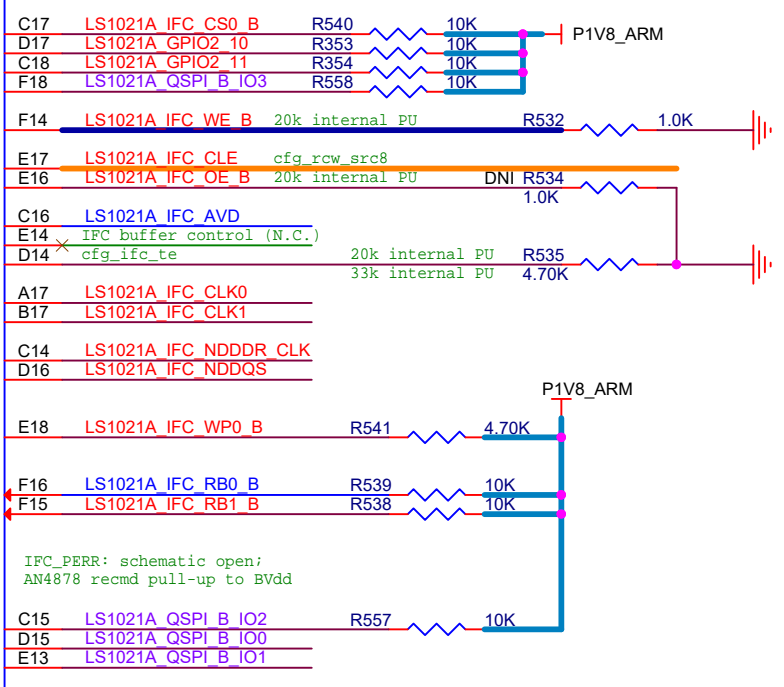 C17 LS1021A_IFC_CS0_B R540 10K P1V8_ARM
D17 LS1021A_GPIO2_10 R353 10K
C18 LS1021A_GPIO2_11 R354 10K
F18 LS1021A_QSPI_B_IO3 R558 10K
F14 LS1021A_IFC_WE_B 20k internal PU R532 1.0K
E17 LS1021A_IFC_CLE cfg_rcw_src8
E16 LS1021A_IFC_OE_B 20k internal PU DNI R534
1.0K
C16 LS1021A_IFC_AVD
E14 IFC buffer control (N.C.)
D14 cfg_ifc_te 20k internal PU R535
33k internal PU 4.70K
A17 LS1021A_IFC_CLK0
B17 LS1021A_IFC_CLK1
C14 LS1021A_IFC_NDDDR_CLK
D16 LS1021A_IFC_NDDQS
P1V8_ARM
E18 LS1021A_IFC_WP0_B R541 4.70K
F16 LS1021A_IFC_RB0_B R539 10K
F15 LS1021A_IFC_RB1_B R538 10K
IFC_PERR: schematic open;
AN4878 recmd pull-up to BVdd
C15 LS1021A_QSPI_B_IO2 R557 10K
D15 LS1021A_QSPI_B_IO0
E13 LS1021A_QSPI_B_IO1